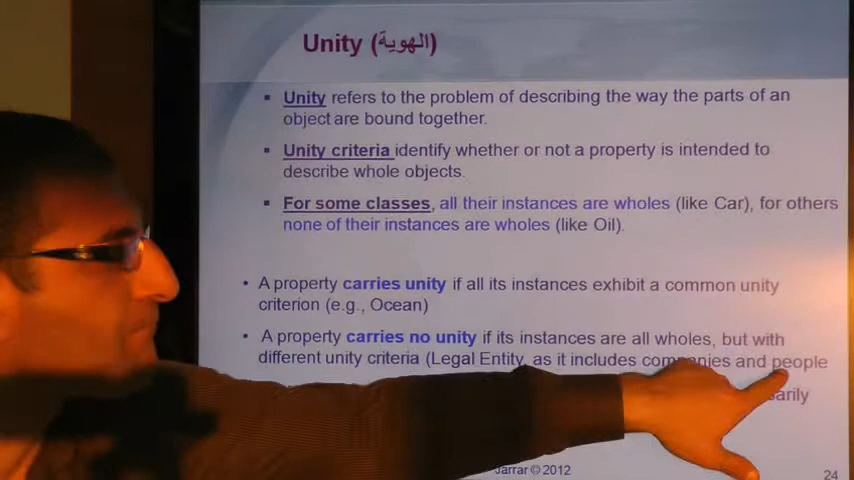 Unity (الهوية)
▪ Unity refers to the problem of describing the way the parts of an
object are bound together.
▪ Unity criteria identify whether or not a property is intended to
describe whole objects.
▪ For some classes, all their instances are wholes (like Car), for others
none of their instances are wholes (like Oil).
• A property carries unity if all its instances exhibit a common unity
criterion (e.g., Ocean)
• A property carries no unity if its instances are all wholes, but with
different unity criteria (Legal Entity, as it includes companies and people
Jarrar © 2012
24